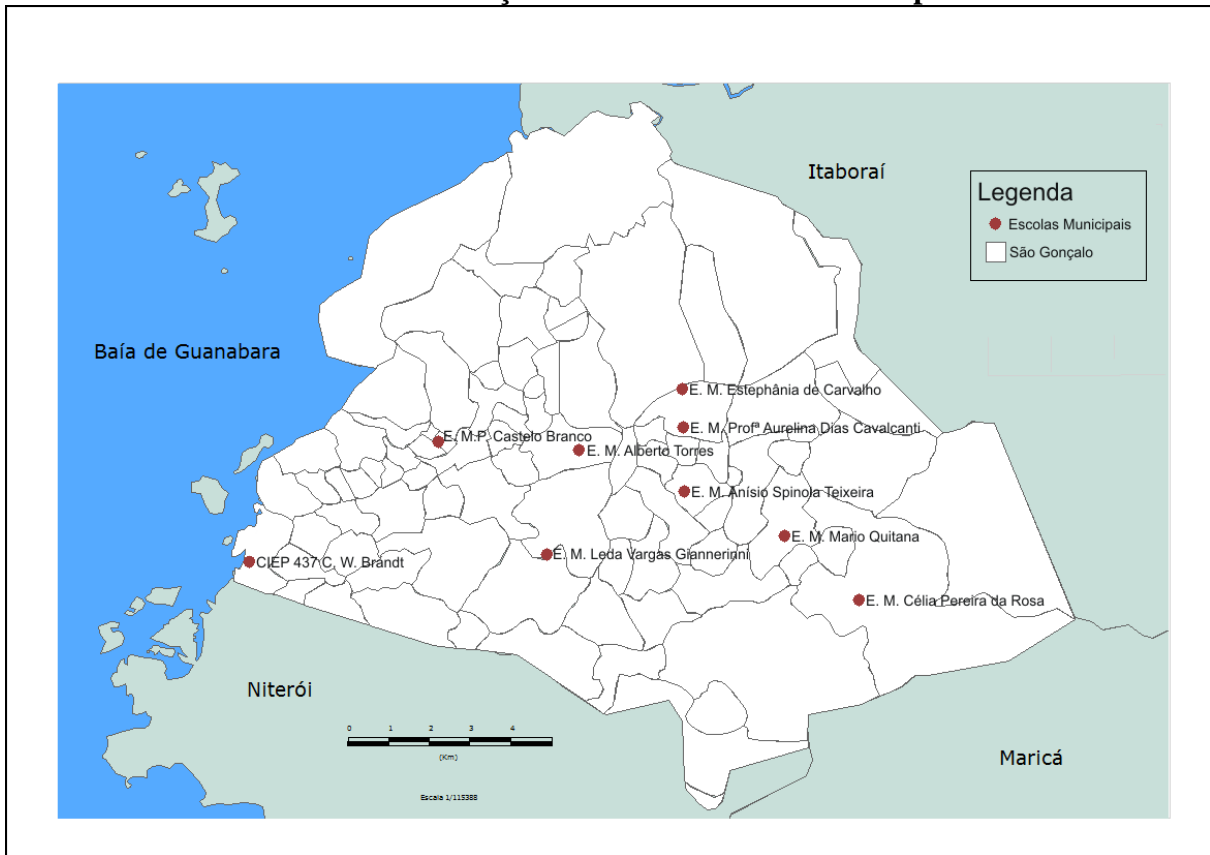 Itaboraí
Legenda
Escolas Municipais
São Gonçalo
Baía de Guanabara
E. M. Estephânia de Carvalho
E. M. Profª Aurelina Dias Cavalcanti
E. M.P. Castelo Branco
E. M. Alberto Torres
E. M. Anísio Spinola Teixeira
E. M. Mario Quitana
E. M. Leda Vargas Giannerinni
CIEP 437 C. W. Brandt
E. M. Célia Pereira da Rosa
Niterói
0 1 2 3 4
(Km)
Maricá
Escala 1/115388